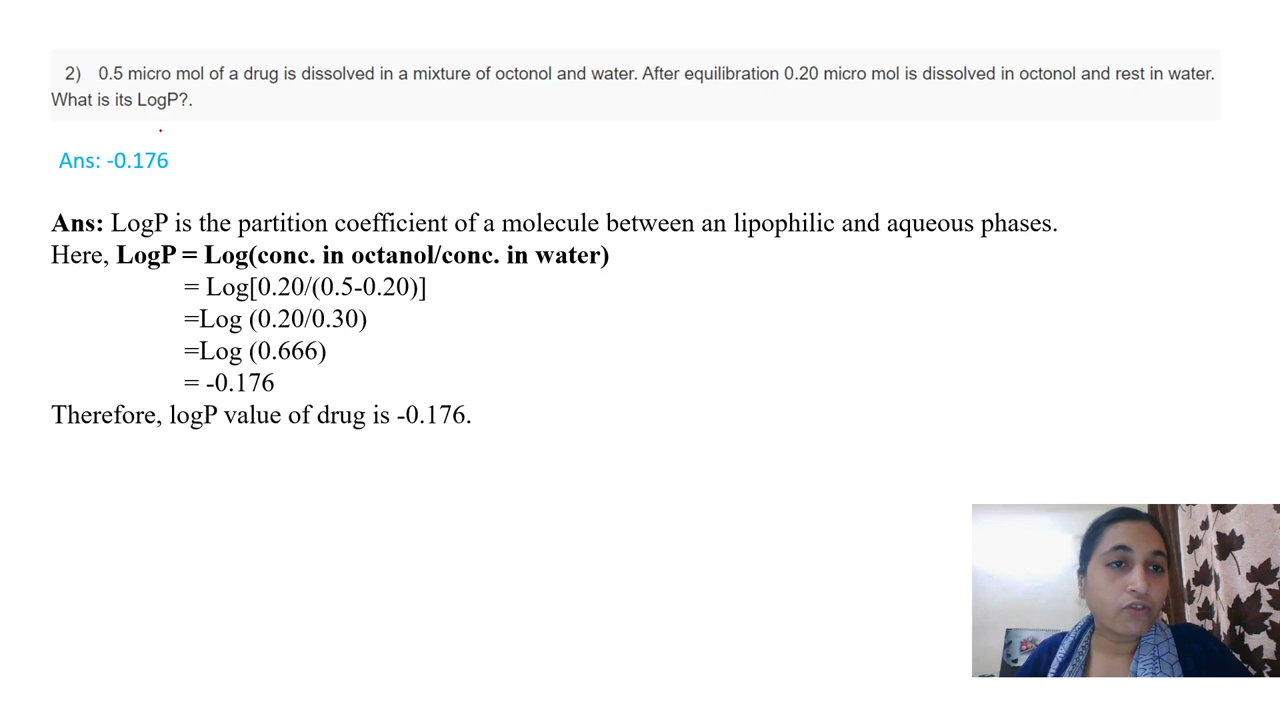 2) 0.5 micro mol of a drug is dissolved in a mixture of octonol and water. After equilibration 0.20 micro mol is dissolved in octonol and rest in water.
What is its LogP?.
Ans: -0.176
Ans: LogP is the partition coefficient of a molecule between an lipophilic and aqueous phases.
Here, LogP = Log(conc. in octanol/conc. in water)
= Log[0.20/(0.5-0.20)]
=Log (0.20/0.30)
=Log (0.666)
= -0.176
Therefore, logP value of drug is -0.176.